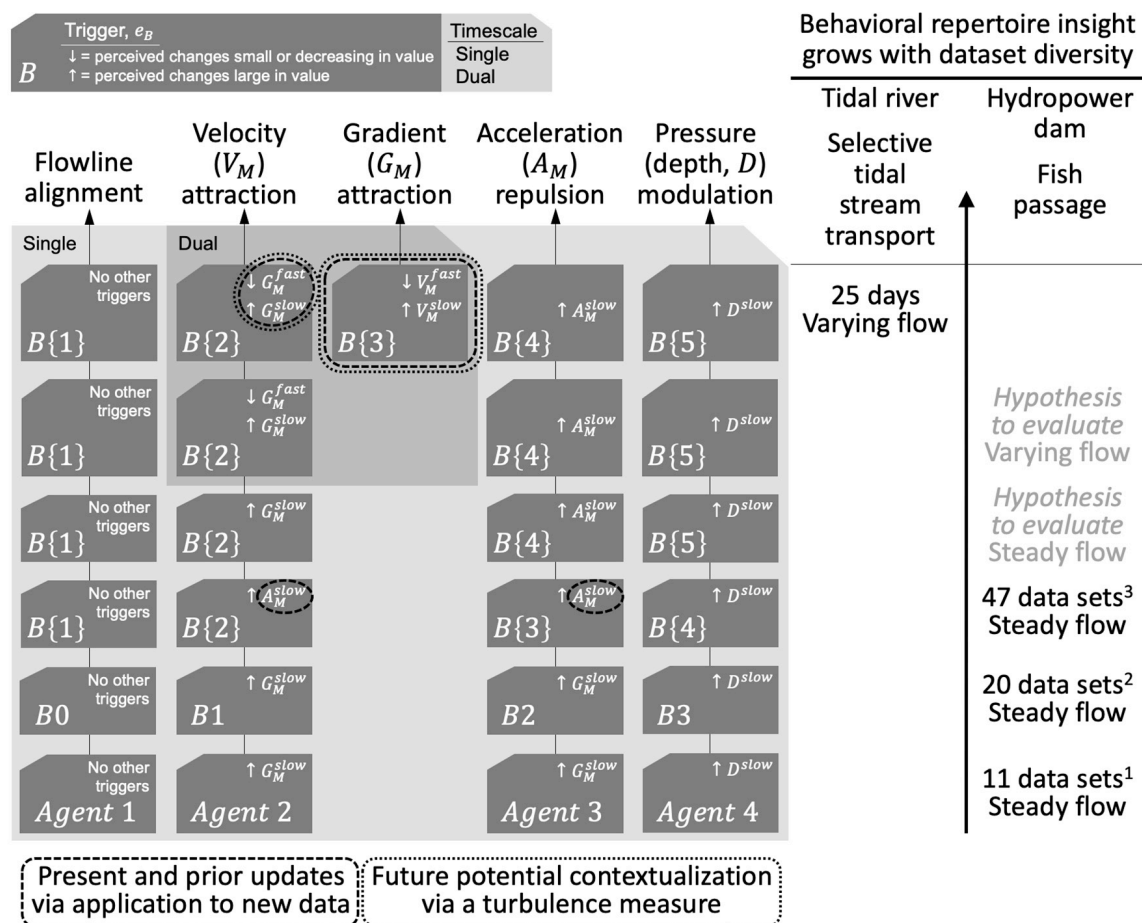 Trigger, e_B
↓ = perceived changes small or decreasing in value
↑ = perceived changes large in value
B
Timescale
Single
Dual
Behavioral repertoire insight
grows with dataset diversity
Tidal river
Selective
tidal
stream
transport
Hydropower
dam
Fish
passage
Flowline
alignment
Velocity
(V_M)
attraction
Gradient
(G_M)
attraction
Acceleration
(A_M)
repulsion
Pressure
(depth, D)
modulation
Single
Dual
No other
triggers
B{1}
↓ G_M^fast
↑ G_M^slow
B{2}
↓ V_M^fast
↑ V_M^slow
B{3}
↑ A_M^slow
B{4}
↑ D^slow
B{5}
25 days
Varying flow
No other
triggers
B{1}
↓ G_M^fast
↑ G_M^slow
B{2}
↑ A_M^slow
B{4}
↑ D^slow
B{5}
Hypothesis
to evaluate
Varying flow
No other
triggers
B{1}
↑ G_M^slow
B{2}
↑ A_M^slow
B{4}
↑ D^slow
B{5}
Hypothesis
to evaluate
Steady flow
No other
triggers
B{1}
↑ A_M^slow
B{2}
↑ A_M^slow
B{3}
↑ D^slow
B{4}
47 data sets³
Steady flow
No other
triggers
B0
↑ G_M^slow
B1
↑ G_M^slow
B2
↑ D^slow
B3
20 data sets²
Steady flow
No other
triggers
Agent 1
↑ G_M^slow
Agent 2
↑ G_M^slow
Agent 3
↑ D^slow
Agent 4
11 data sets¹
Steady flow
Present and prior updates
via application to new data
Future potential contextualization
via a turbulence measure